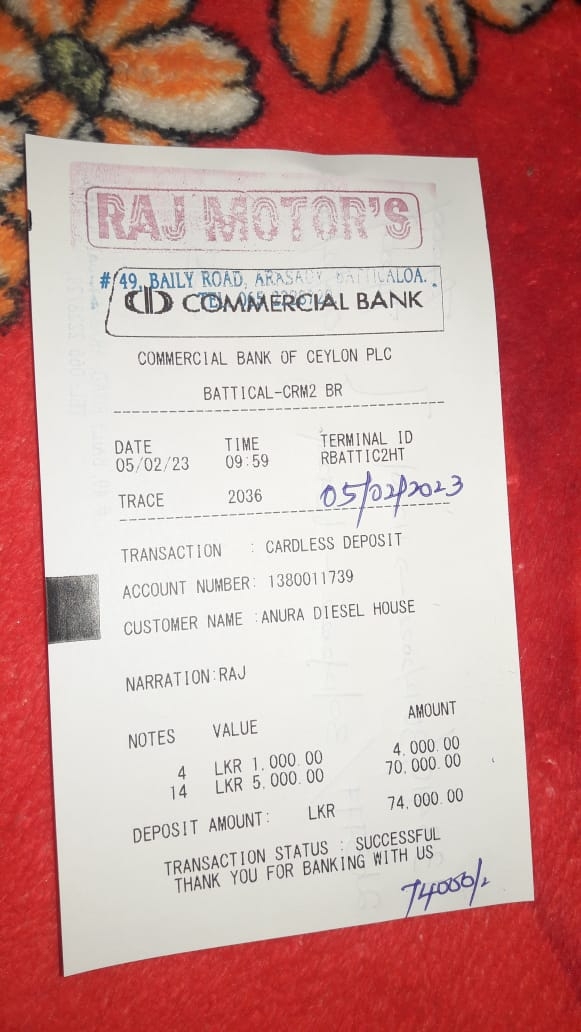 RAJ MOTOR'S
# 49, BAILY ROAD, ARASADY, BATTICALOA.
COMMERCIAL BANK
COMMERCIAL BANK OF CEYLON PLC
BATTICAL-CRM2 BR
DATE TIME TERMINAL ID
05/02/23 09:59 RBATTIC2HT
TRACE 2036 05/02/2023
TRANSACTION : CARDLESS DEPOSIT
ACCOUNT NUMBER: 1380011739
CUSTOMER NAME :ANURA DIESEL HOUSE
NARRATION:RAJ
NOTES VALUE AMOUNT
4 LKR 1,000.00 4,000.00
14 LKR 5,000.00 70,000.00
DEPOSIT AMOUNT: LKR 74,000.00
TRANSACTION STATUS : SUCCESSFUL
THANK YOU FOR BANKING WITH US
74000/-